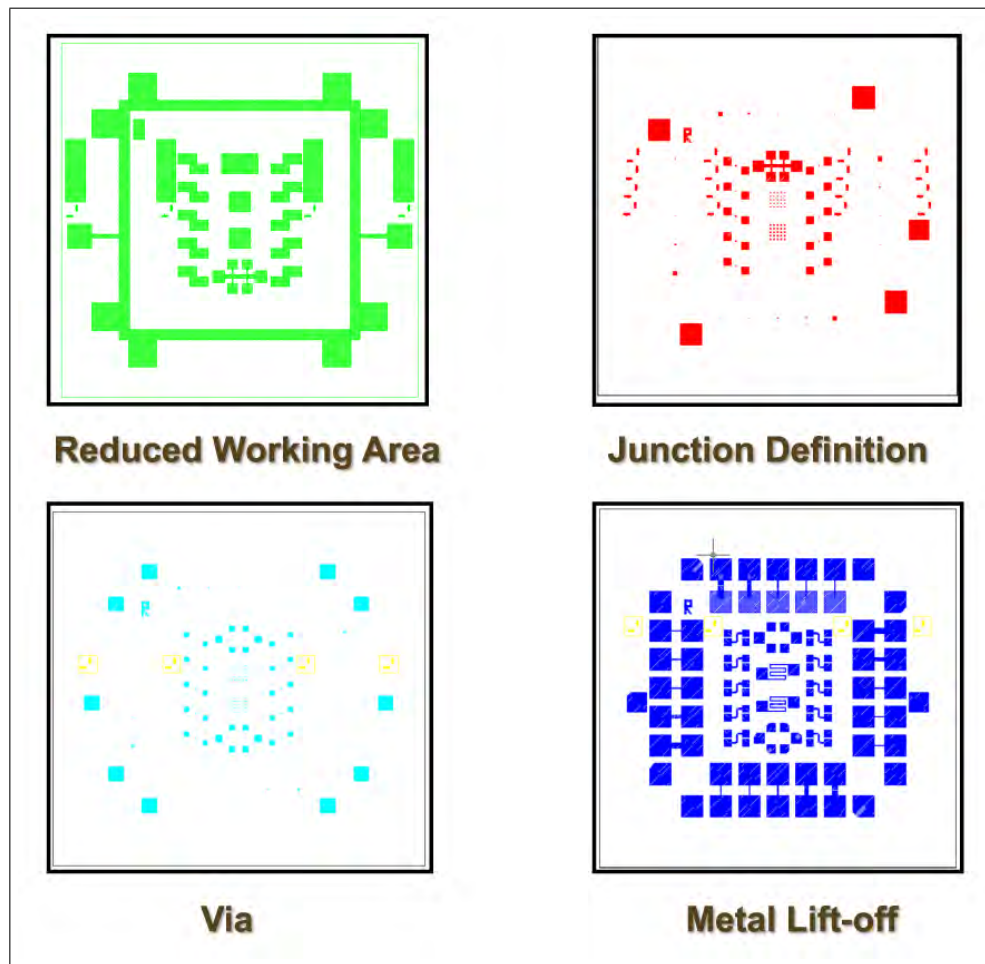 R
Reduced Working Area
Junction Definition
R
R
Via
Metal Lift-off